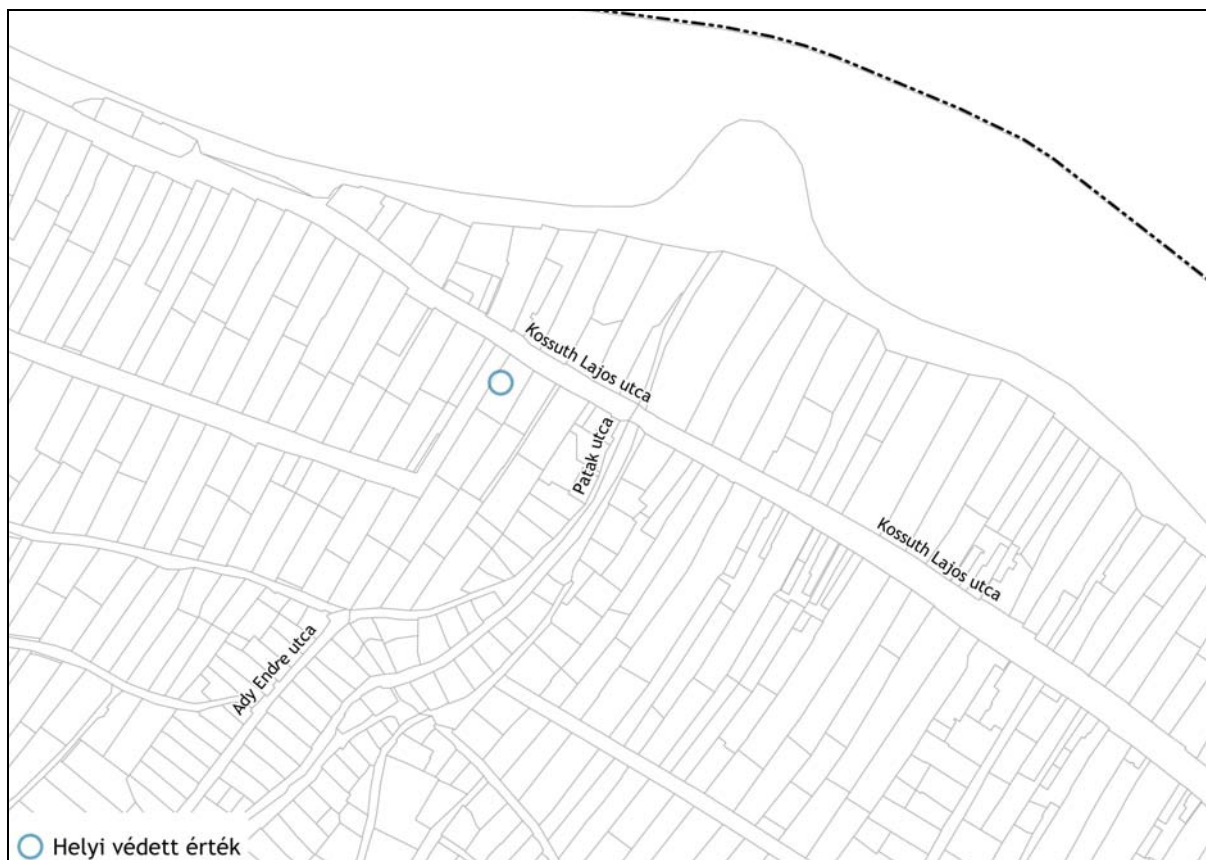 Kossuth Lajos utca
Patak utca
Kossuth Lajos utca
Ady Endre utca
Helyi védett érték